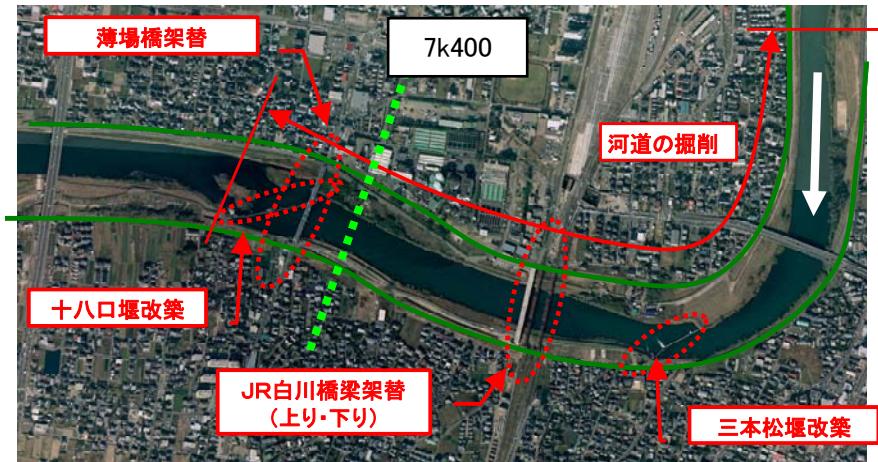 薄場橋架替
7k400
河道の掘削
十八口堰改築
JR白川橋梁架替
(上り・下り)
三本松堰改築